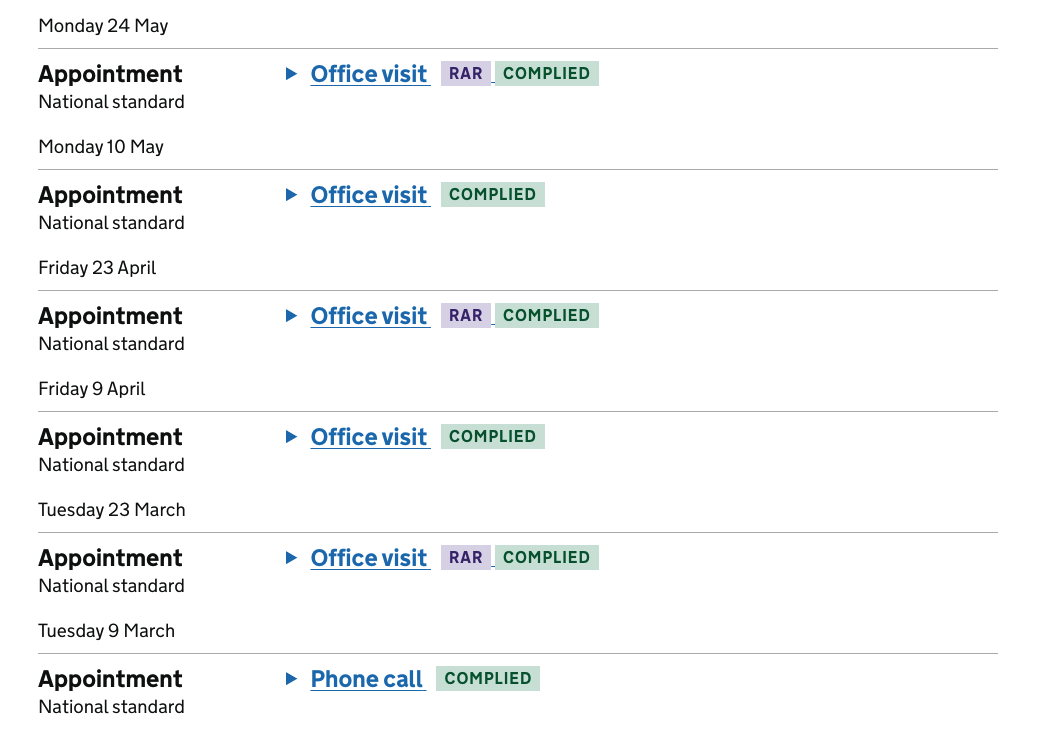 Monday 24 May
Appointment Office visit RAR COMPLIED
National standard
Monday 10 May
Appointment Office visit COMPLIED
National standard
Friday 23 April
Appointment Office visit RAR COMPLIED
National standard
Friday 9 April
Appointment Office visit COMPLIED
National standard
Tuesday 23 March
Appointment Office visit RAR COMPLIED
National standard
Tuesday 9 March
Appointment Phone call COMPLIED
National standard